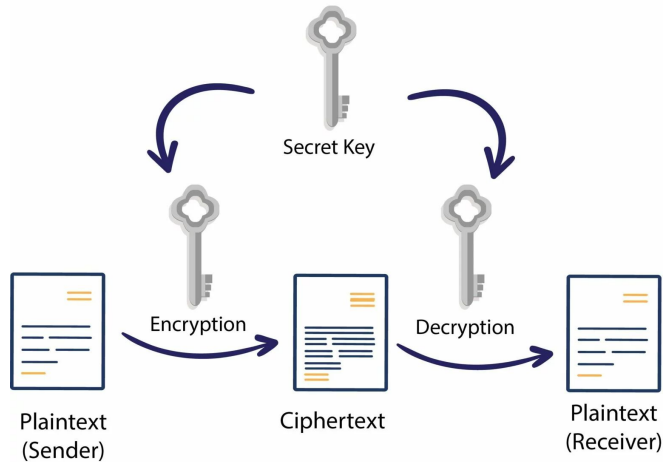 Secret Key
Encryption
Decryption
Plaintext
(Sender)
Ciphertext
Plaintext
(Receiver)